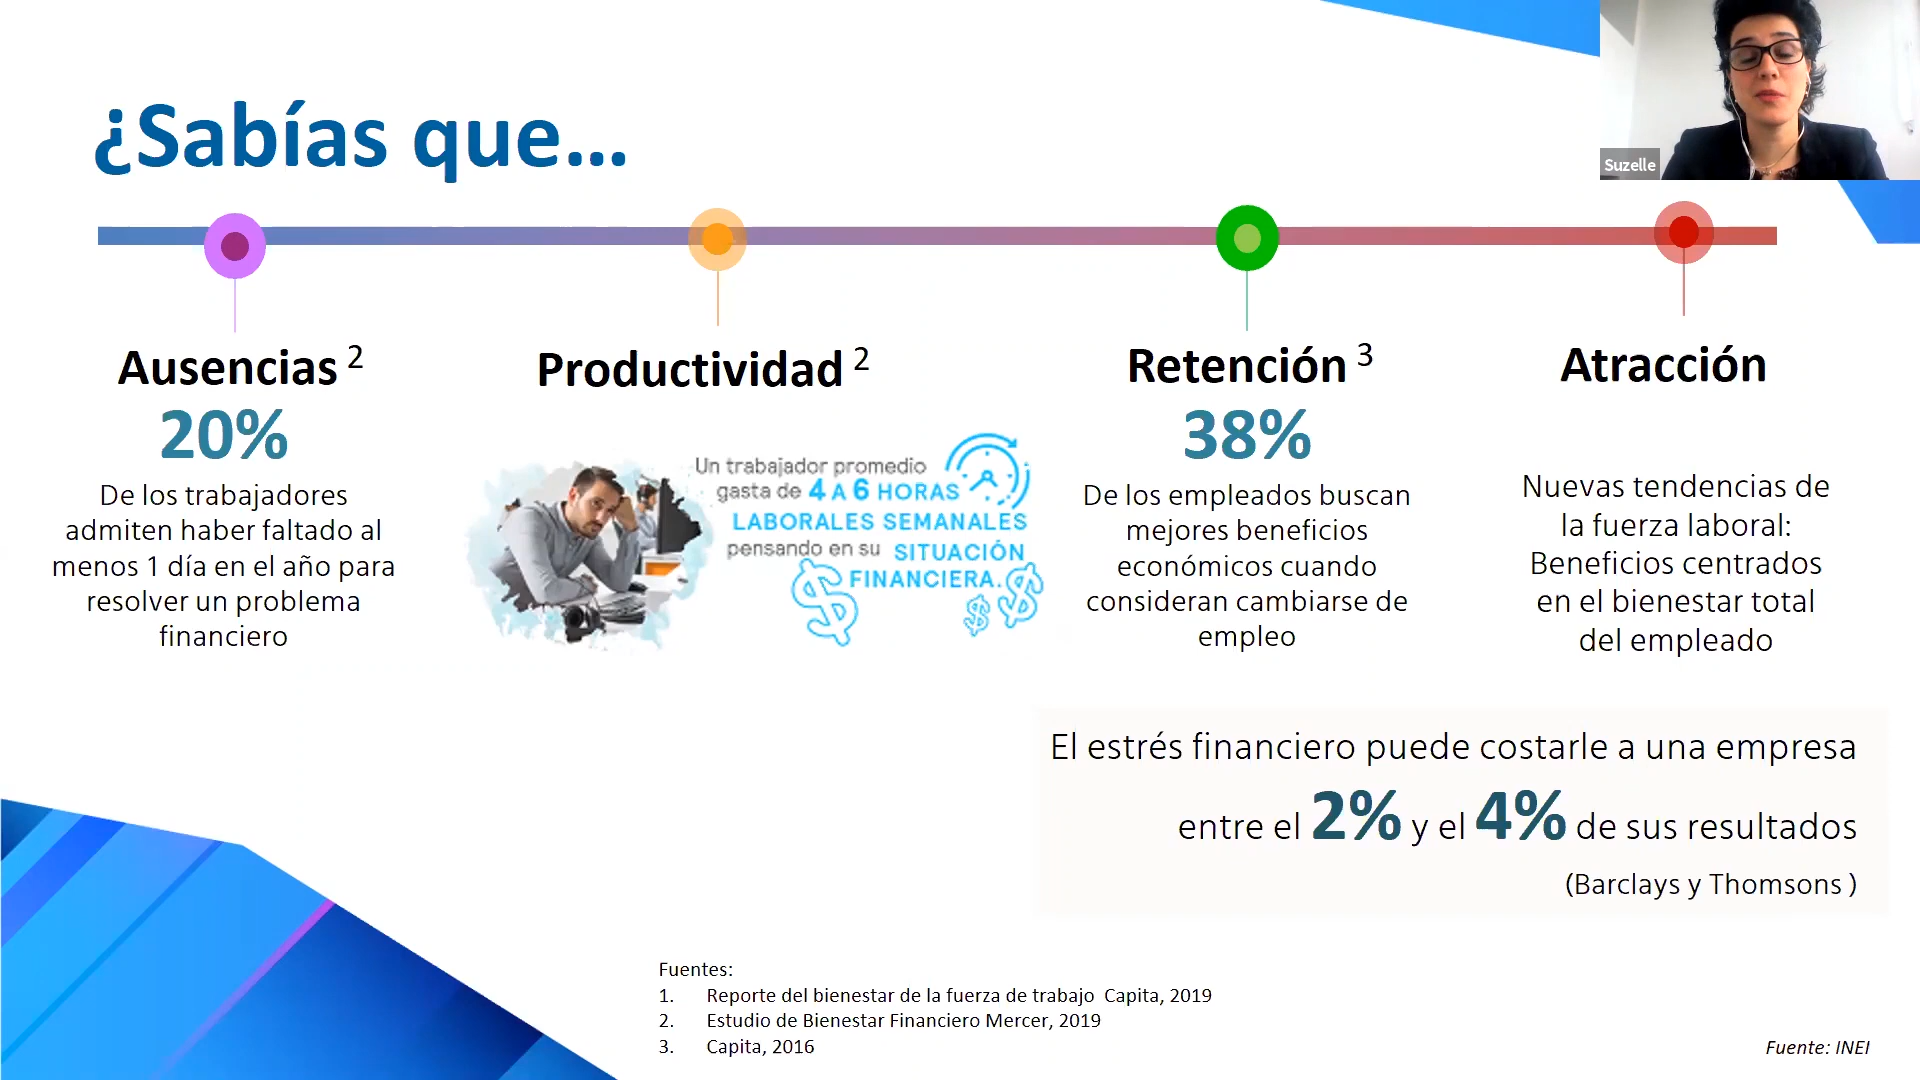 ¿Sabías que...
Suzelle
Ausencias 2
20%
De los trabajadores
admiten haber faltado al
menos 1 día en el año para
resolver un problema
financiero
Productividad 2
Un trabajador promedio
gasta de 4 A 6 HORAS
LABORALES SEMANALES
pensando en su SITUACIÓN
FINANCIERA.
Retención 3
38%
De los empleados buscan
mejores beneficios
económicos cuando
consideran cambiarse de
empleo
Atracción
Nuevas tendencias de
la fuerza laboral:
Beneficios centrados
en el bienestar total
del empleado
El estrés financiero puede costarle a una empresa
entre el 2% y el 4% de sus resultados
(Barclays y Thomsons )
Fuentes:
1. Reporte del bienestar de la fuerza de trabajo Capita, 2019
2. Estudio de Bienestar Financiero Mercer, 2019
3. Capita, 2016
Fuente: INEI